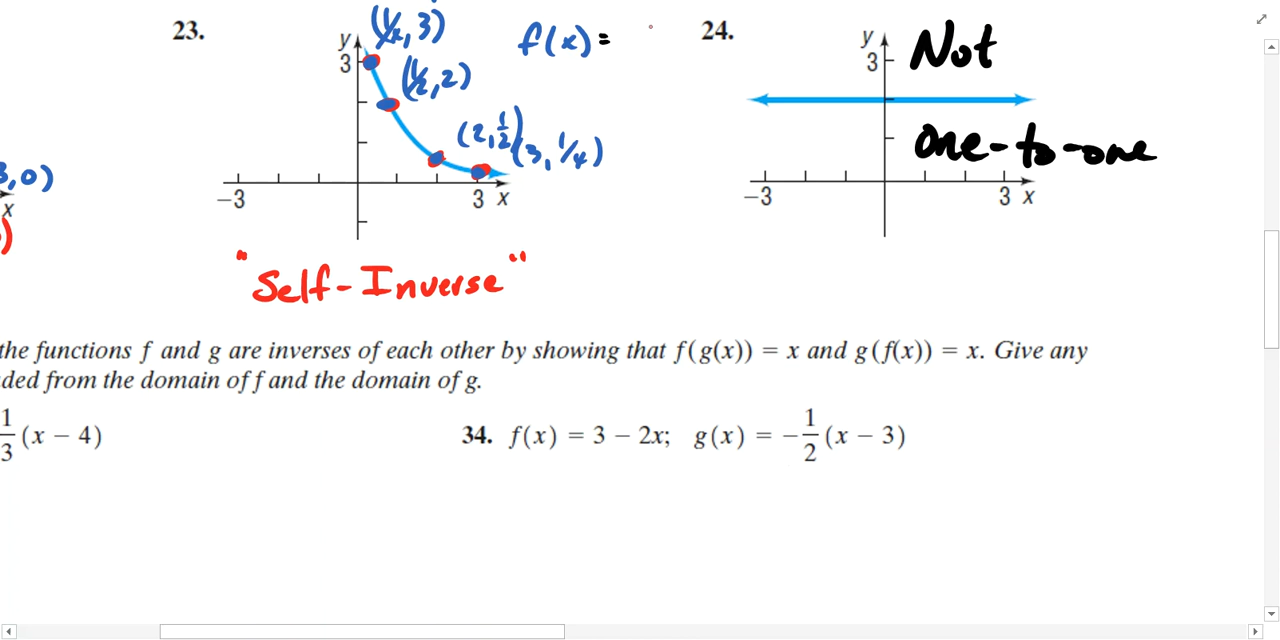 23.
y
3
(1/4, 3)
(1/2, 2)
(2, 1/2)
(3, 1/4)
f(x) =
-3
3 x
"Self-Inverse"
24.
y
3
Not
one-to-one
-3
3 x
3,0)
x
)
the functions f and g are inverses of each other by showing that f(g(x)) = x and g(f(x)) = x. Give any
ded from the domain of f and the domain of g.
1/3 (x − 4)
34. f(x) = 3 − 2x; g(x) = −1/2 (x − 3)